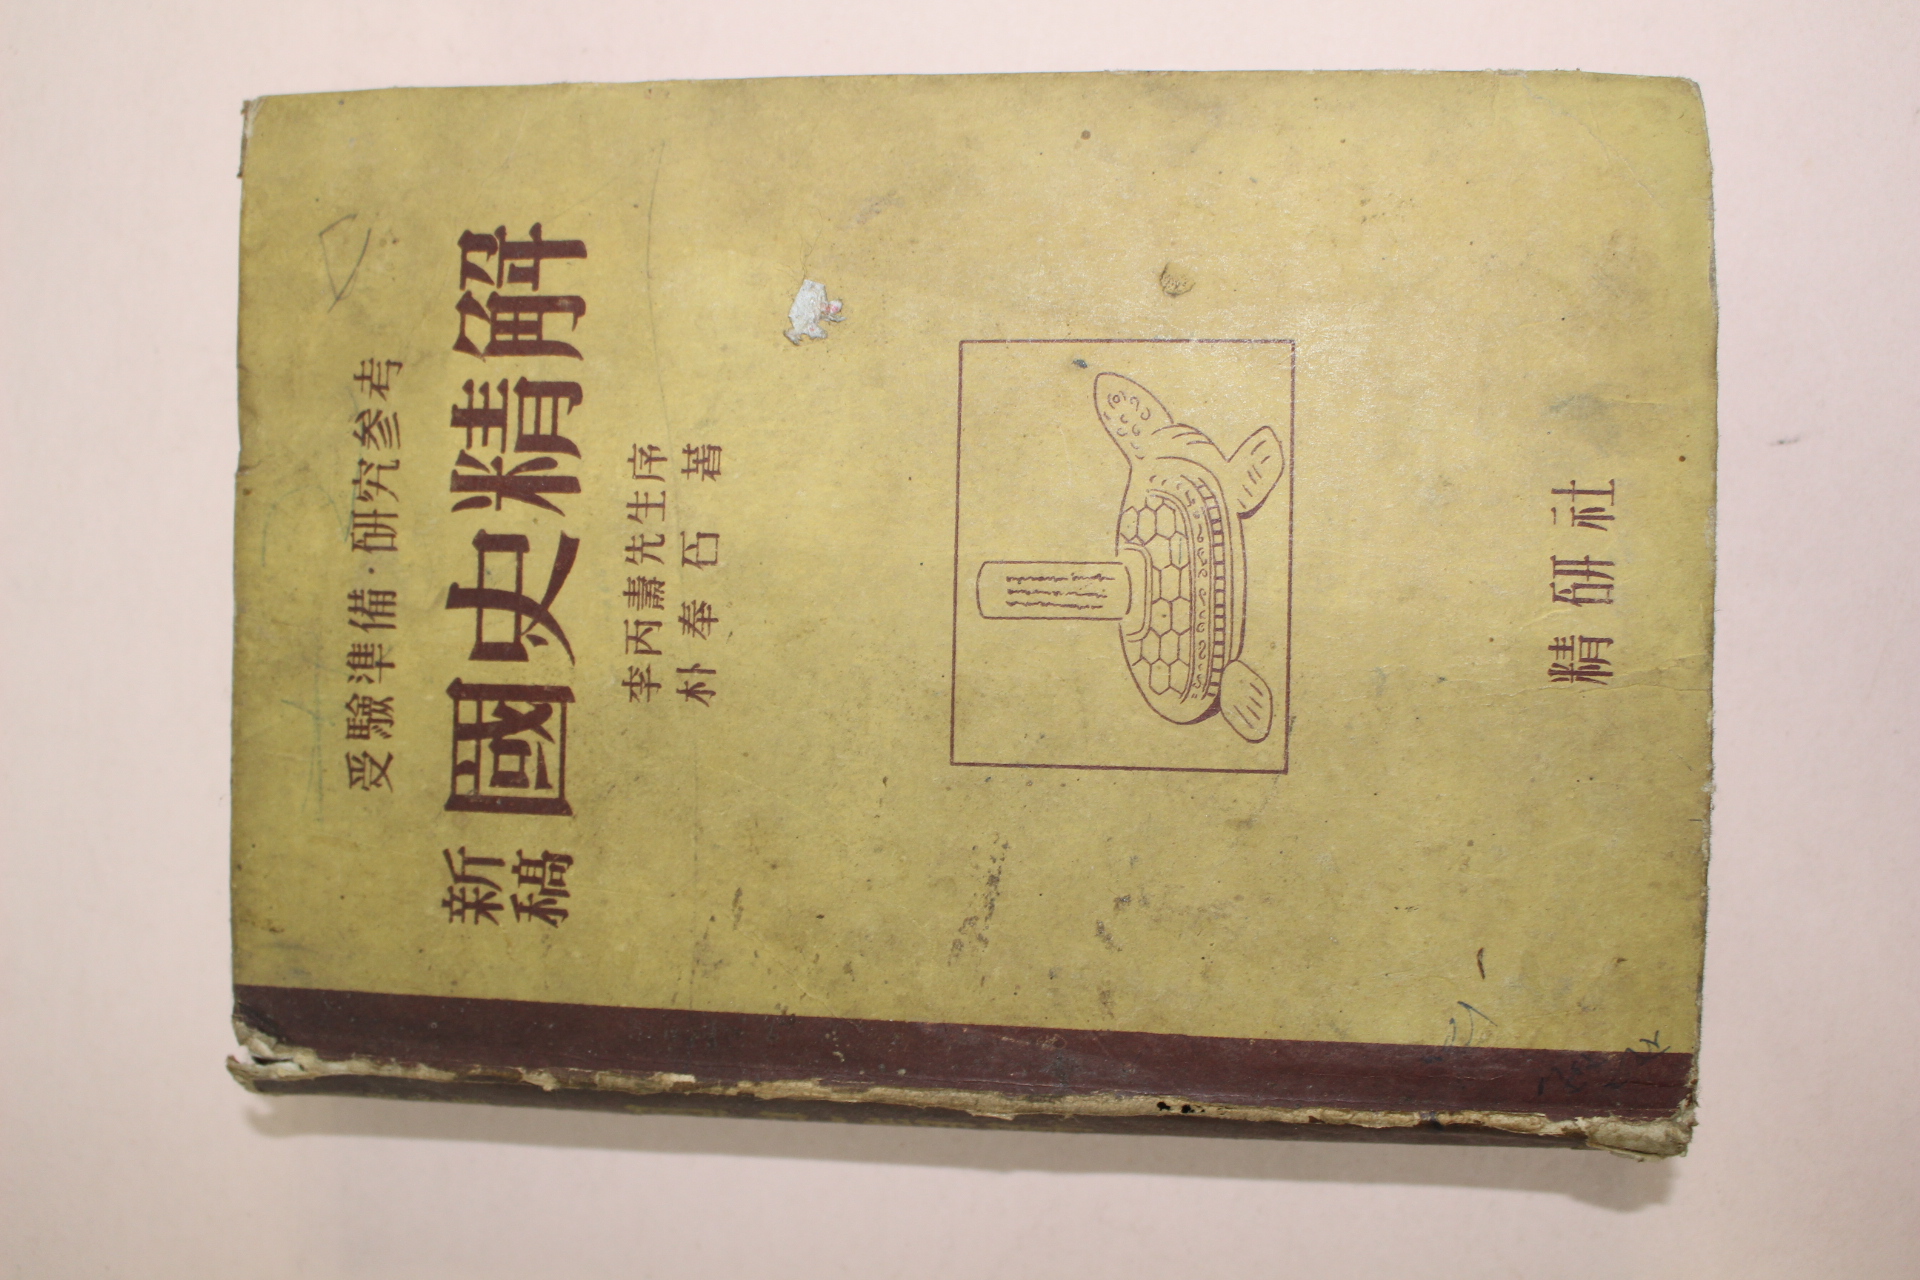 受驗準備·硏究參考
新稿 國史精解
李丙燾先生序
朴奉石 著
精硏社